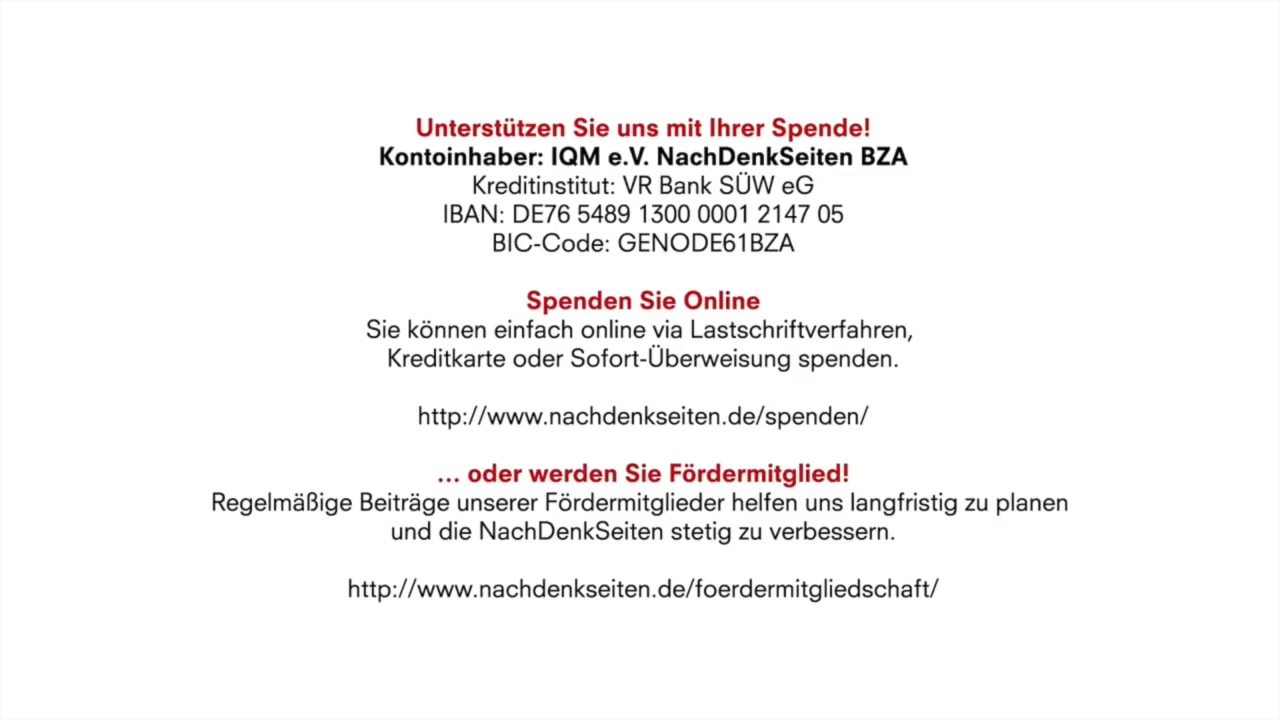 Unterstützen Sie uns mit Ihrer Spende!
Kontoinhaber: IQM e.V. NachDenkSeiten BZA
Kreditinstitut: VR Bank SÜW eG
IBAN: DE76 5489 1300 0001 2147 05
BIC-Code: GENODE61BZA
Spenden Sie Online
Sie können einfach online via Lastschriftverfahren,
Kreditkarte oder Sofort-Überweisung spenden.
http://www.nachdenkseiten.de/spenden/
... oder werden Sie Fördermitglied!
Regelmäßige Beiträge unserer Fördermitglieder helfen uns langfristig zu planen
und die NachDenkSeiten stetig zu verbessern.
http://www.nachdenkseiten.de/foerdermitgliedschaft/